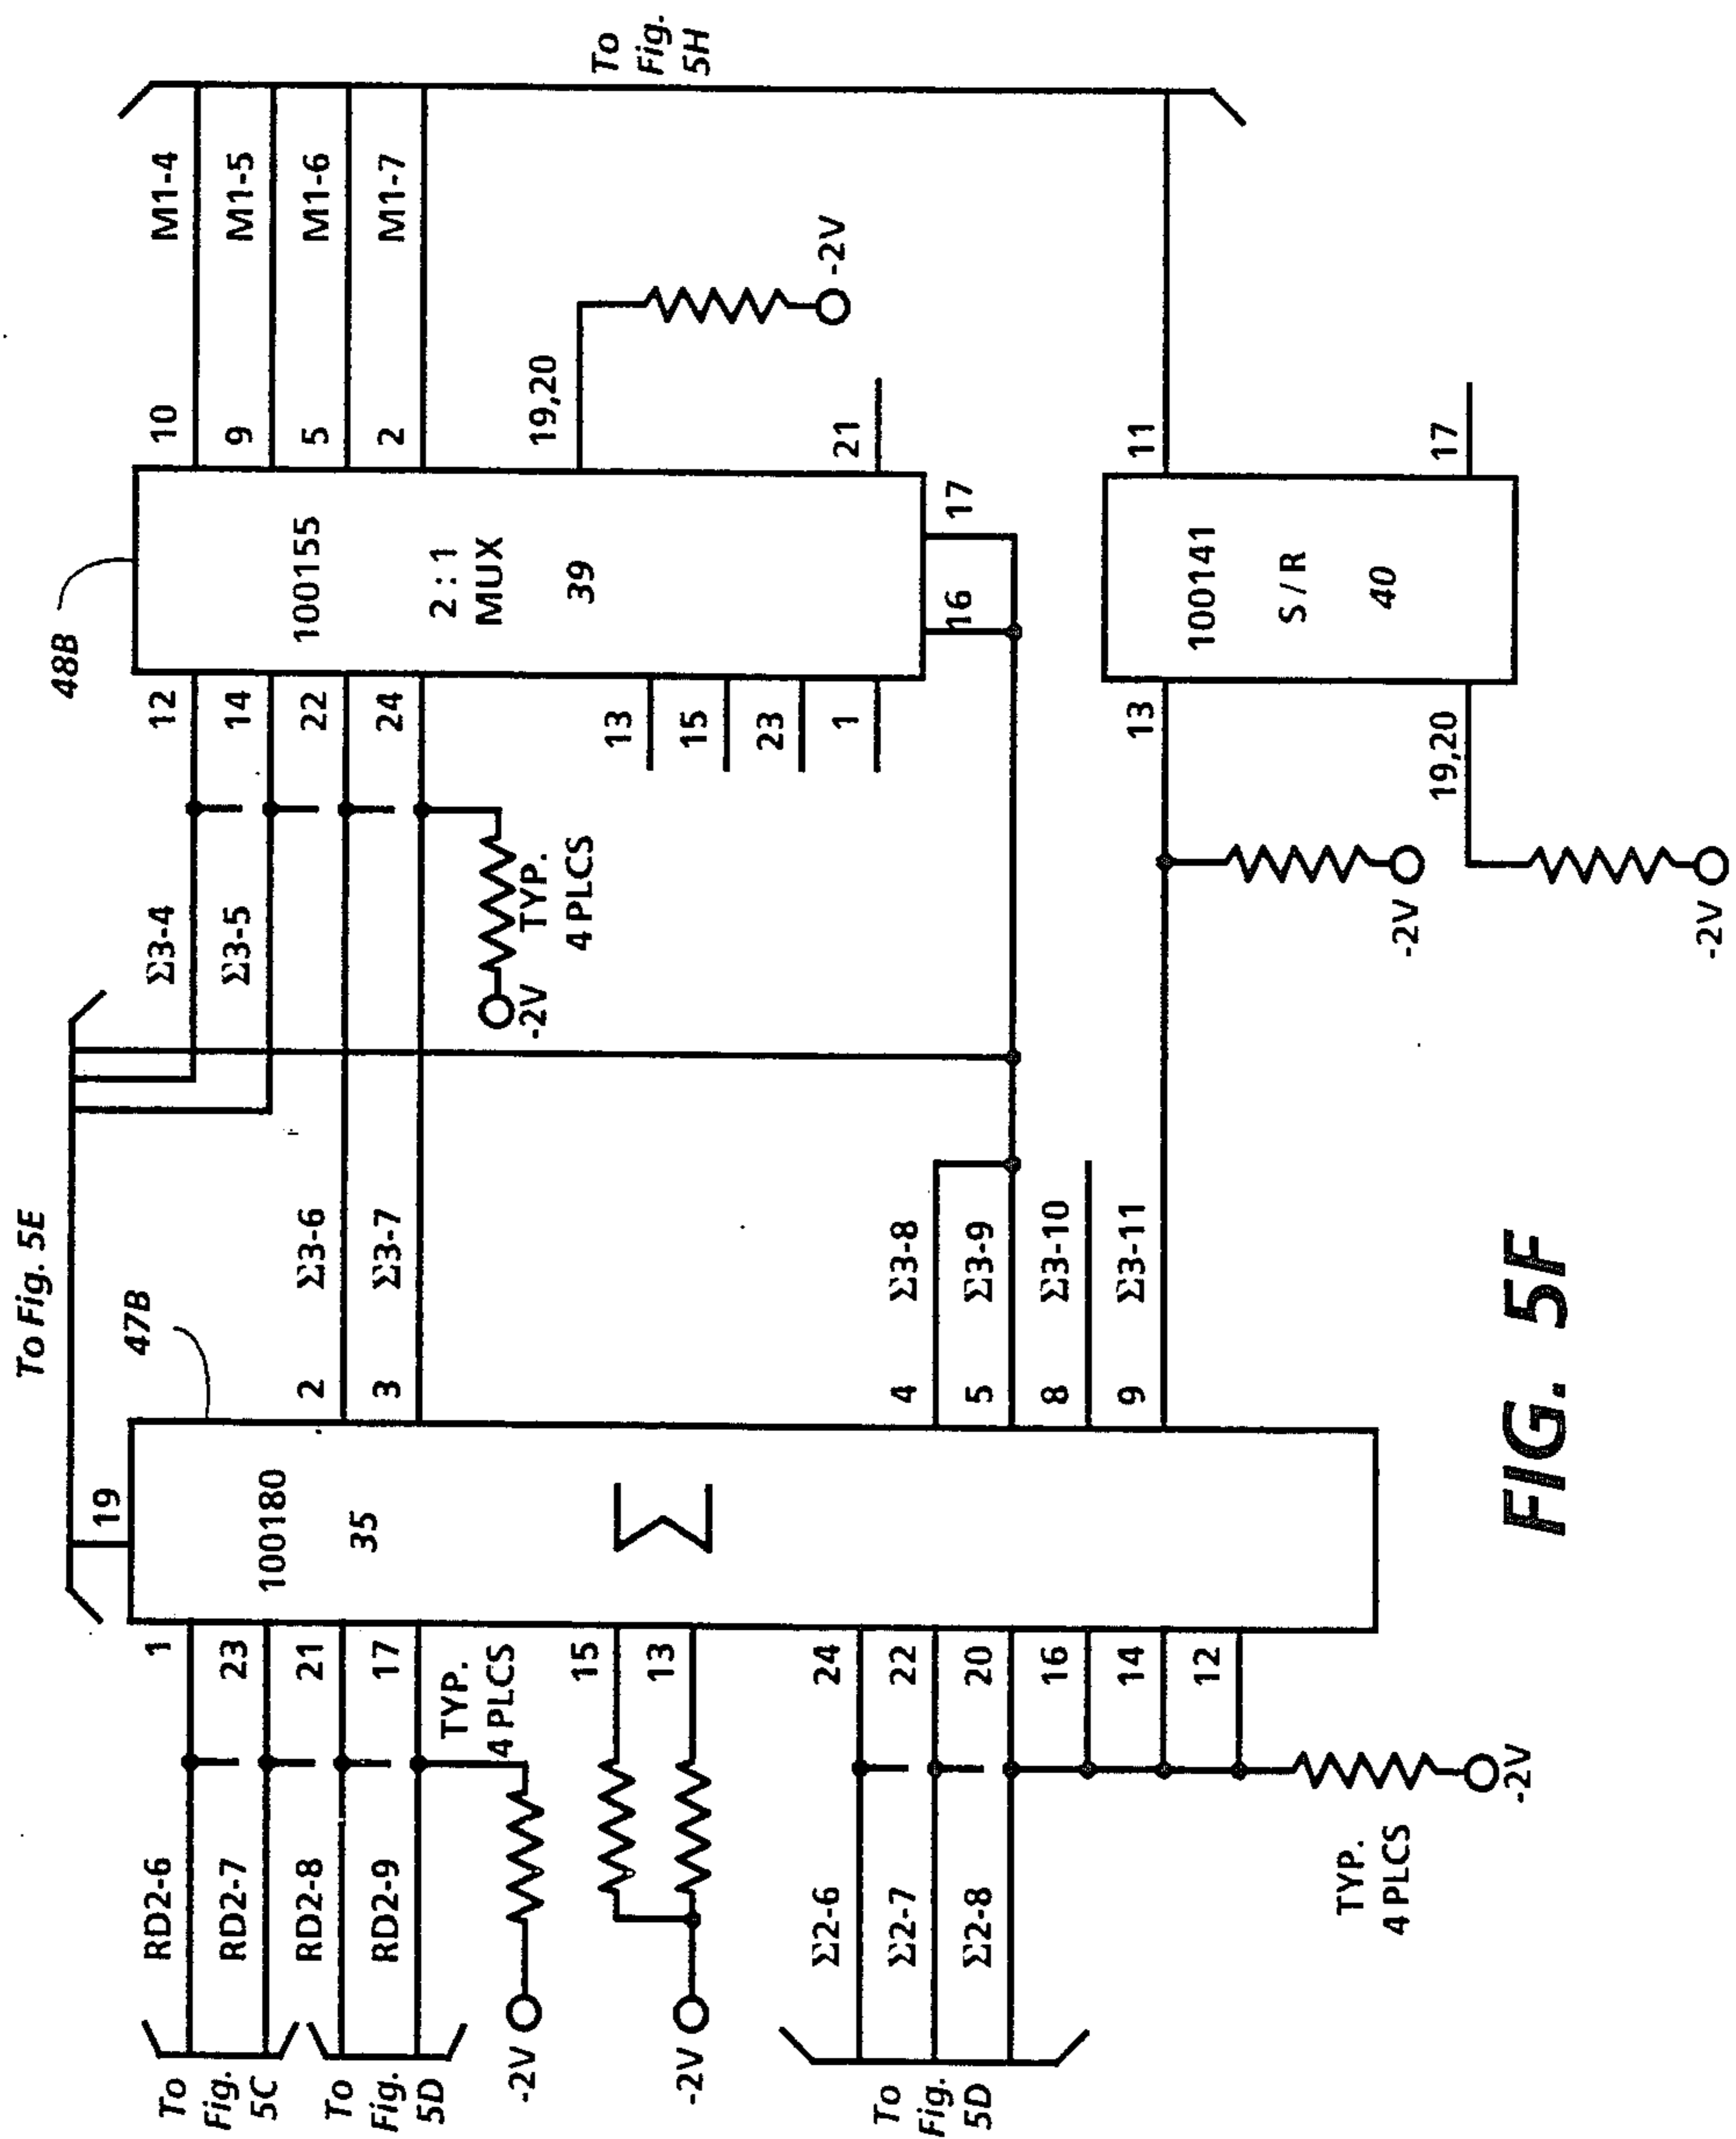 To Fig. 5E
To
Fig.
5C
To
Fig.
5D
RD2-6
RD2-7
RD2-8
RD2-9
1
23
21
17
TYP.
4 PLCS
-2V
15
13
-2V
To
Fig.
5D
Σ2-6
Σ2-7
Σ2-8
24
22
20
16
14
12
TYP.
4 PLCS
-2V
19
100180
35
Σ
47B
2
3
Σ3-6
Σ3-7
4
5
8
9
Σ3-8
Σ3-9
Σ3-10
Σ3-11
Σ3-4
Σ3-5
-2V
TYP.
4 PLCS
12
14
22
24
13
15
23
1
48B
100155
2 : 1
MUX
39
16
17
10
9
5
2
M1-4
M1-5
M1-6
M1-7
19,20
-2V
21
To
Fig.
5H
13
-2V
19,20
-2V
100141
S / R
40
11
17
FIG. 5F